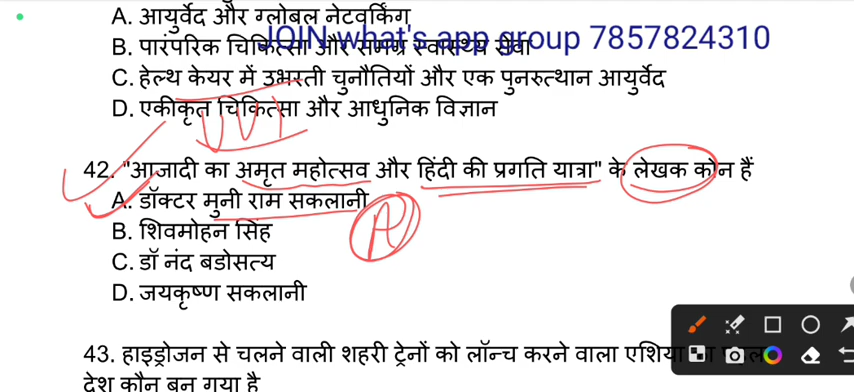 A. आयुर्वेद और ग्लोबल नेटवर्किंग
JOIN what's app group 7857824310
B. पारंपरिक चिकित्सा और समग्र स्वास्थ्य सेवा
C. हेल्थ केयर में उभरती चुनौतियों और एक पुनरुत्थान आयुर्वेद
D. एकीकृत चिकित्सा और आधुनिक विज्ञान
42. "आजादी का अमृत महोत्सव और हिंदी की प्रगति यात्रा" के लेखक कौन हैं
A. डॉक्टर मुनी राम सकलानी
A
B. शिवमोहन सिंह
C. डॉ नंद बडोसत्य
D. जयकृष्ण सकलानी
43. हाइड्रोजन से चलने वाली शहरी ट्रेनों को लॉन्च करने वाला
देश कौन बन गया है